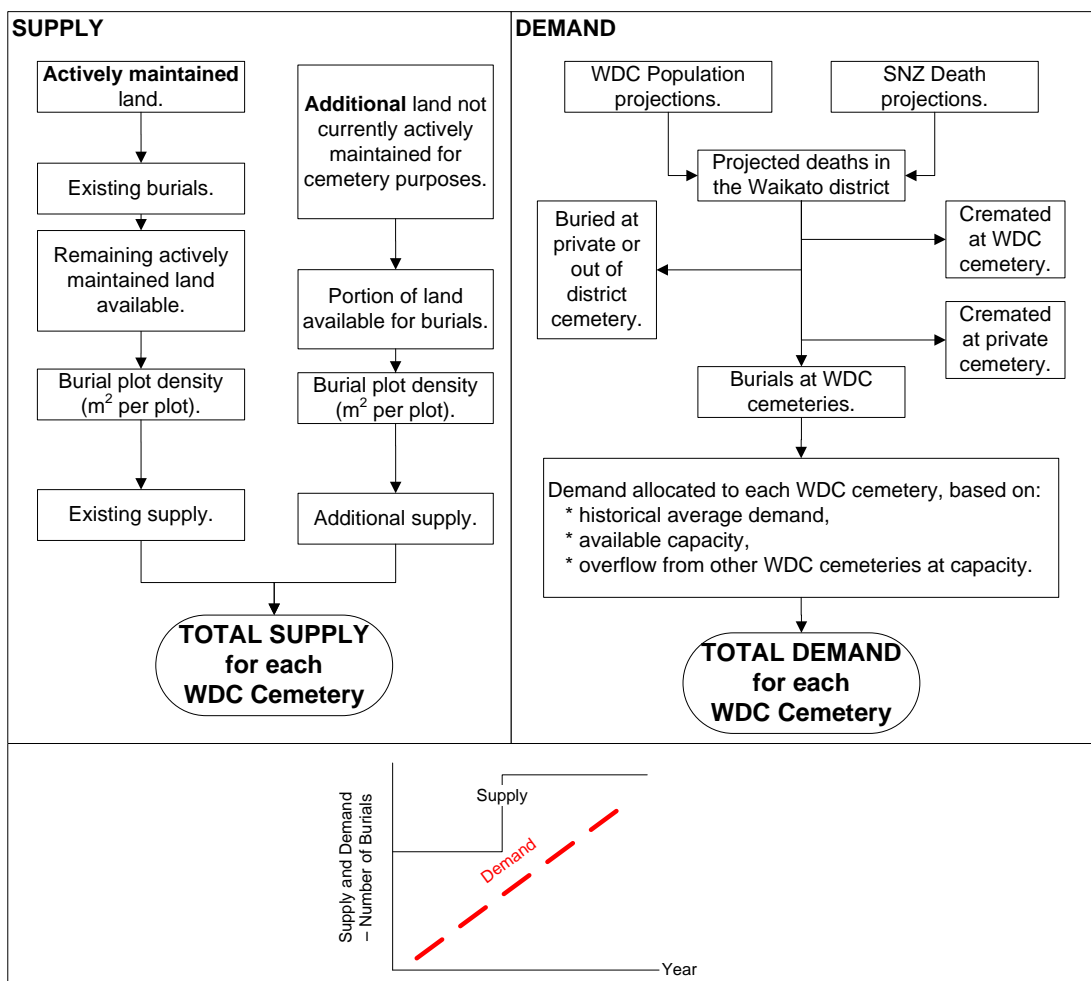 SUPPLY
Actively maintained
land.
Additional land not
currently actively
maintained for
cemetery purposes.
Existing burials.
Remaining actively
maintained land
available.
Portion of land
available for burials.
Burial plot density
(m² per plot).
Burial plot density
(m² per plot).
Existing supply.
Additional supply.
TOTAL SUPPLY
for each
WDC Cemetery
DEMAND
WDC Population
projections.
SNZ Death
projections.
Projected deaths in
the Waikato district
Buried at
private or
out of
district
cemetery.
Cremated
at WDC
cemetery.
Cremated
at private
cemetery.
Burials at WDC
cemeteries.
Demand allocated to each WDC cemetery, based on:
* historical average demand,
* available capacity,
* overflow from other WDC cemeteries at capacity.
TOTAL DEMAND
for each
WDC Cemetery
Supply and Demand
– Number of Burials
Supply
Demand
Year